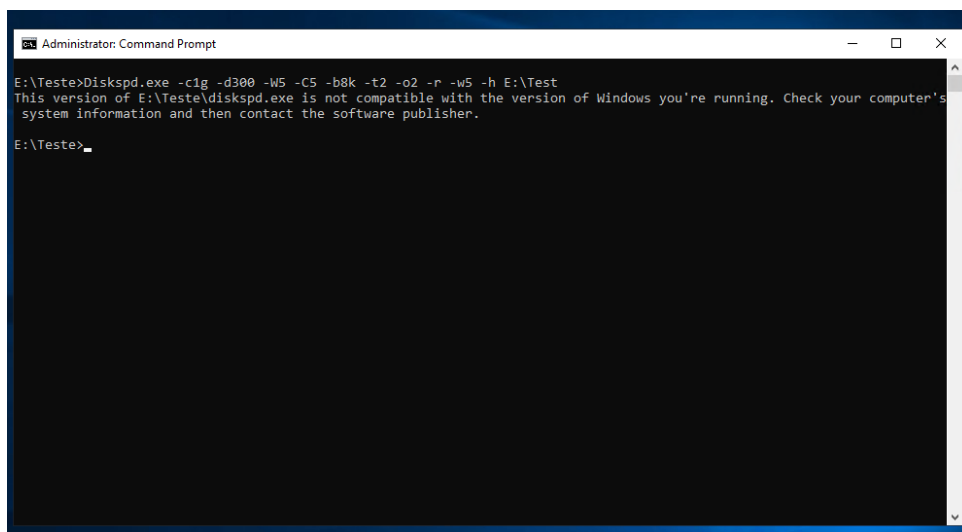 Administrator: Command Prompt
E:\Teste>Diskspd.exe -c1g -d300 -W5 -C5 -b8k -t2 -o2 -r -w5 -h E:\Test
This version of E:\Teste\diskspd.exe is not compatible with the version of Windows you're running. Check your computer's
 system information and then contact the software publisher.
E:\Teste>